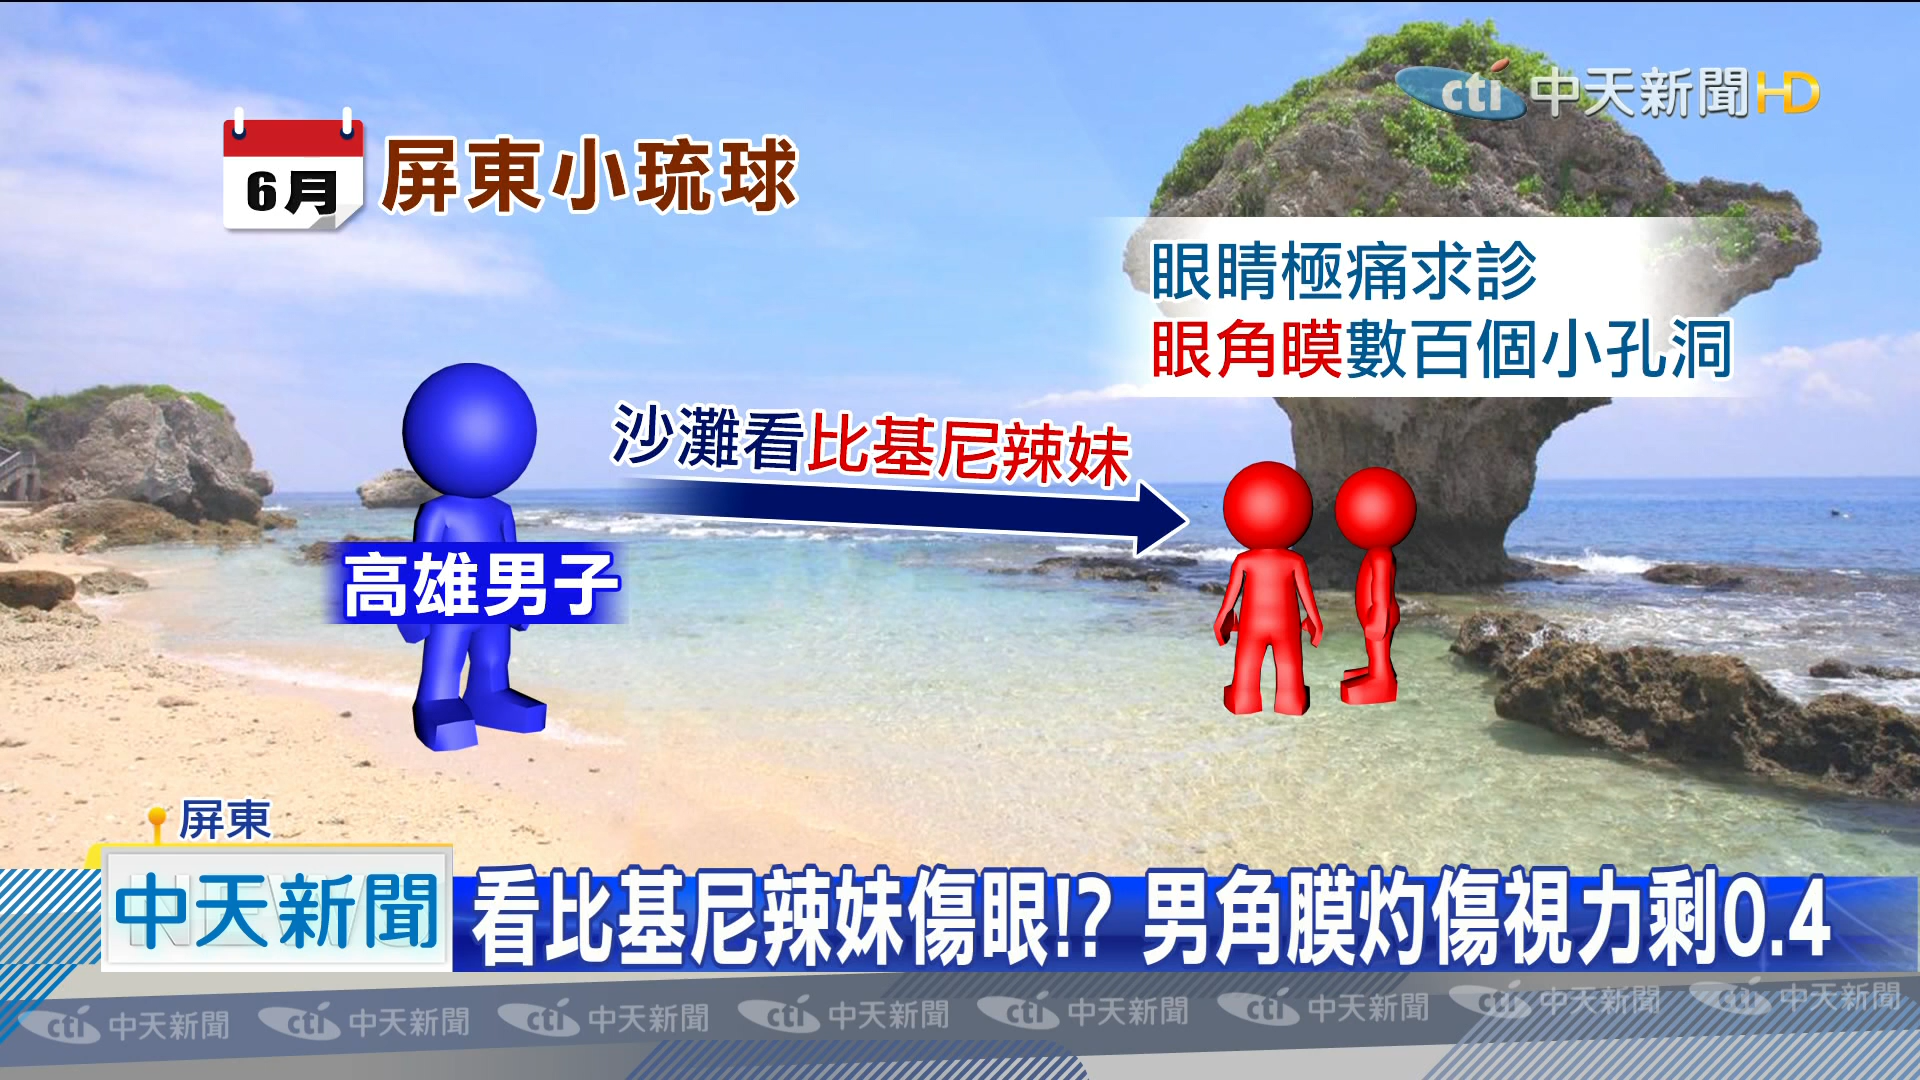 cti 中天新聞HD
6月 屏東小琉球
眼睛極痛求診
眼角瞙數百個小孔洞
沙灘看比基尼辣妹
高雄男子
屏東
中天新聞
看比基尼辣妹傷眼!? 男角膜灼傷視力剩0.4
cti 中天新聞 cti 中天新聞 cti 中天新聞 cti 中天新聞 cti 中天新聞 cti 中天新聞 cti 中天新聞 cti 中天新聞